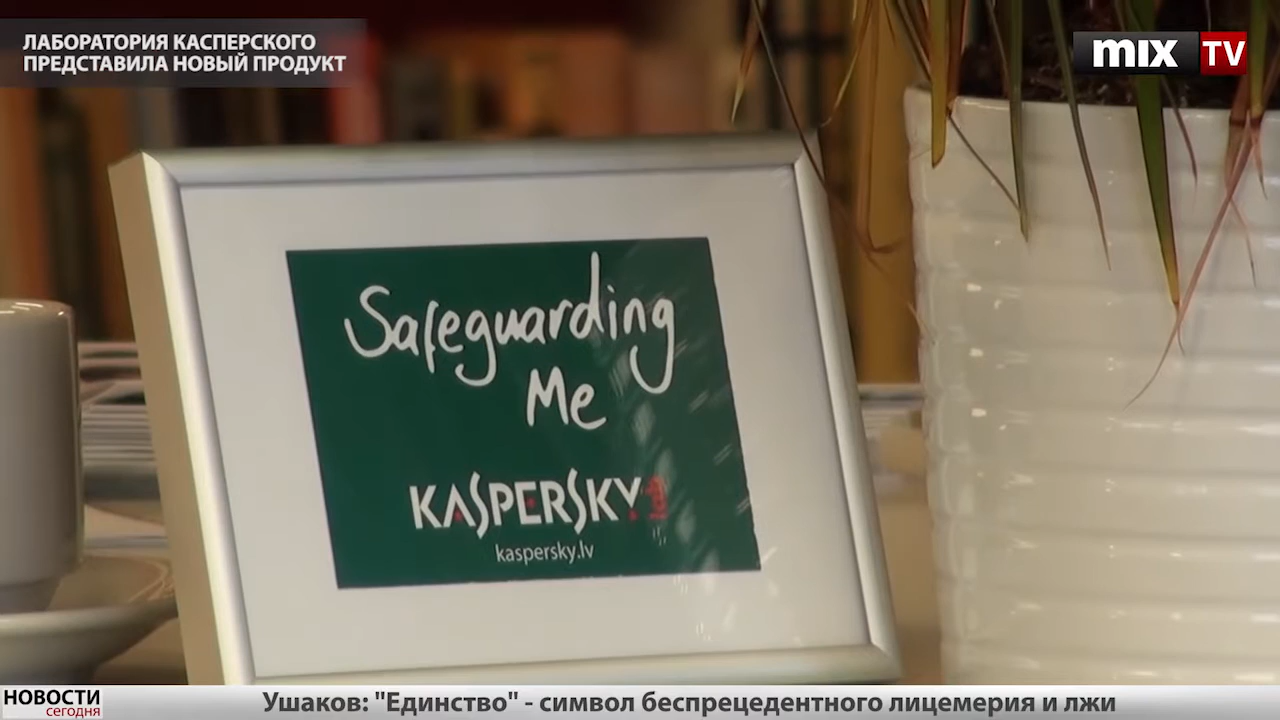 ЛАБОРАТОРИЯ КАСПЕРСКОГО
ПРЕДСТАВИЛА НОВЫЙ ПРОДУКТ
mix TV
Safeguarding
Me
KASPERSKY
kaspersky.lv
НОВОСТИ
сегодня
Ушаков: "Единство" - символ беспрецедентного лицемерия и лжи